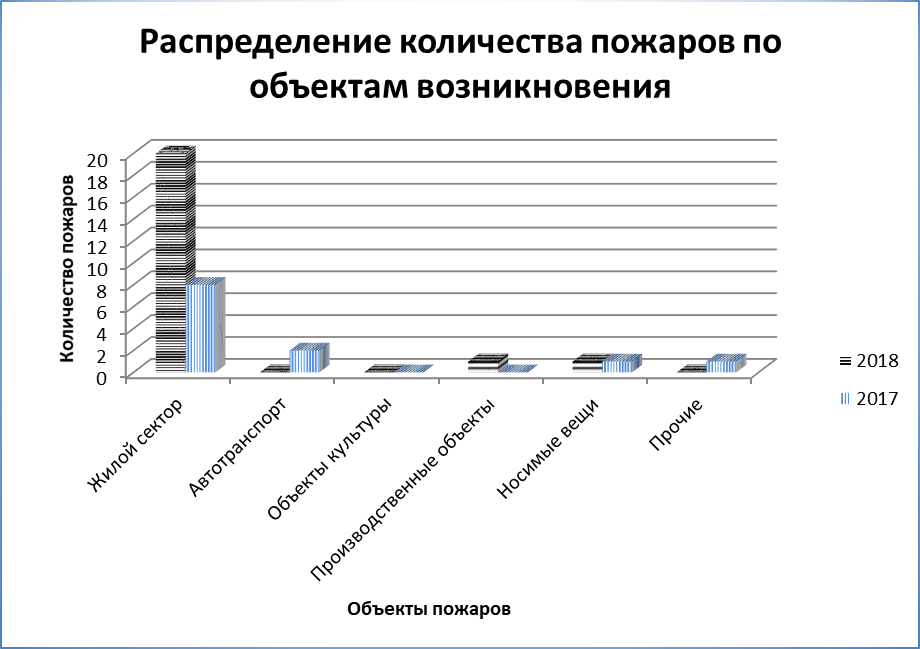 Распределение количества пожаров по
объектам возникновения
Количество пожаров
20
18
16
14
12
10
8
6
4
2
0
Жилой сектор
Автотранспорт
Объекты культуры
Производственные объекты
Носимые вещи
Прочие
Объекты пожаров
2018
2017